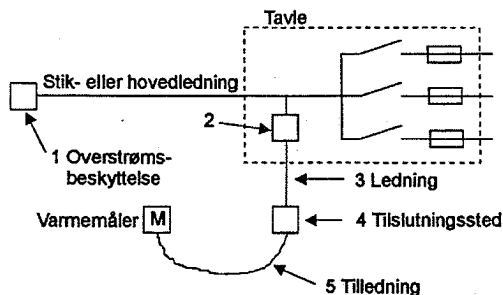 Tavle
Stik- eller hovedledning
2
1 Overstrøms-
beskyttelse
3 Ledning
Varmemåler M
4 Tilslutningssted
5 Tilledning